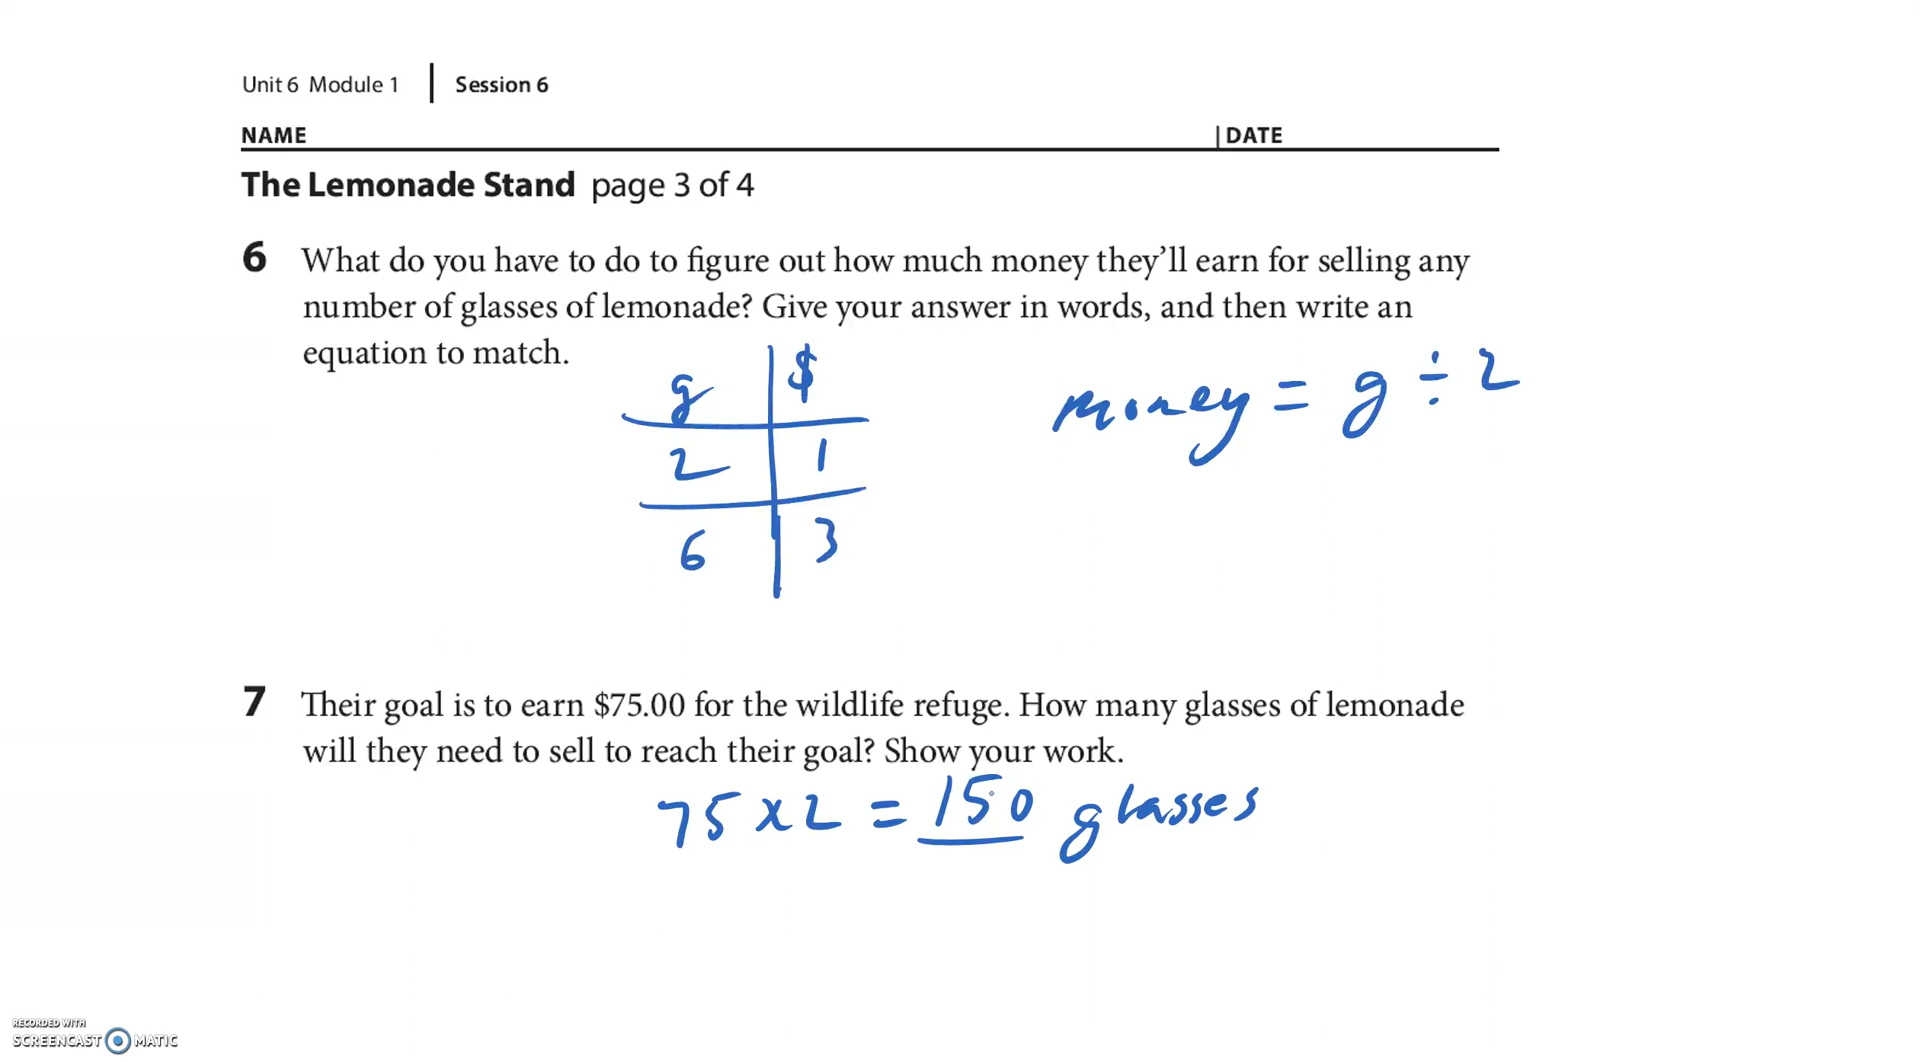 Unit 6 Module 1 | Session 6
NAME | DATE
The Lemonade Stand page 3 of 4
6 What do you have to do to figure out how much money they’ll earn for selling any
number of glasses of lemonade? Give your answer in words, and then write an
equation to match.
g $
2 1
6 3
money = g ÷ 2
7 Their goal is to earn $75.00 for the wildlife refuge. How many glasses of lemonade
will they need to sell to reach their goal? Show your work.
75 x 2 = 150 glasses
RECORDED WITH
SCREENCAST MATIC